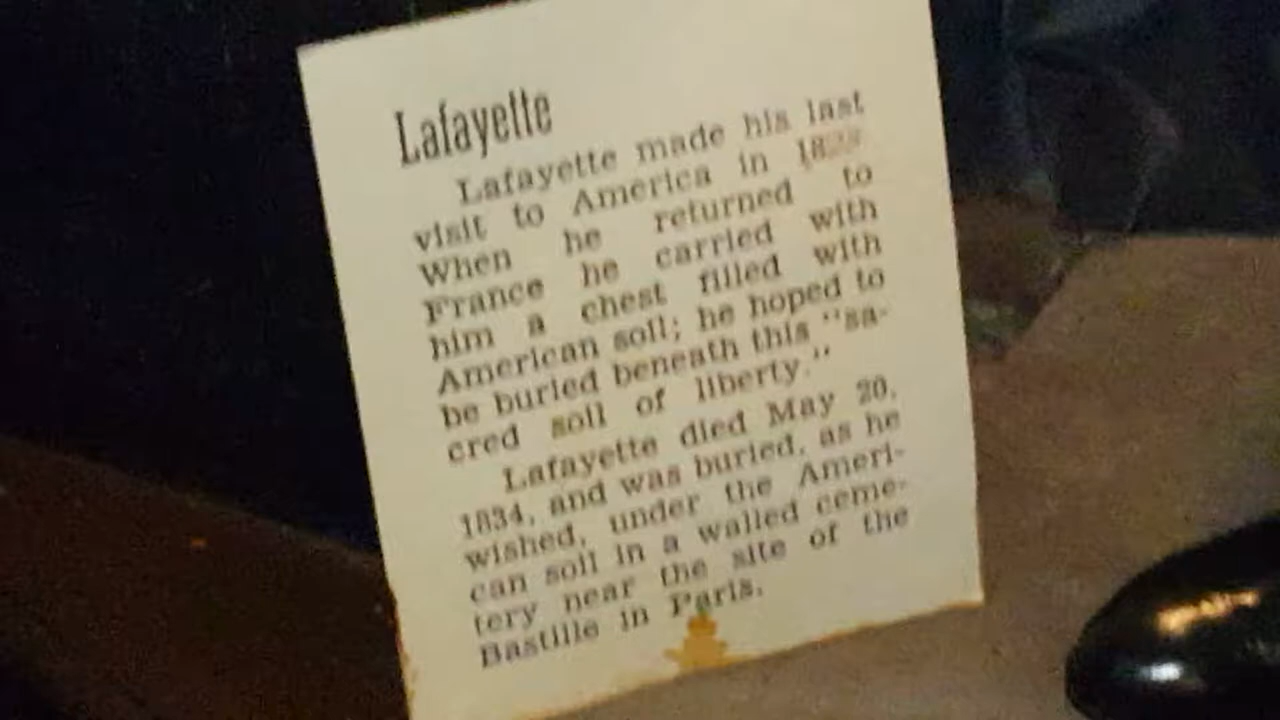 Lafayette
Lafayette made his last
visit to America in
When he returned to
France he carried with
him a chest filled with
American soil; he hoped to
be buried beneath this "sa-
cred soil of liberty."
Lafayette died May 20,
1834, and was buried, as he
wished, under the Ameri-
can soil in a walled ceme-
tery near the site of the
Bastille in Paris.